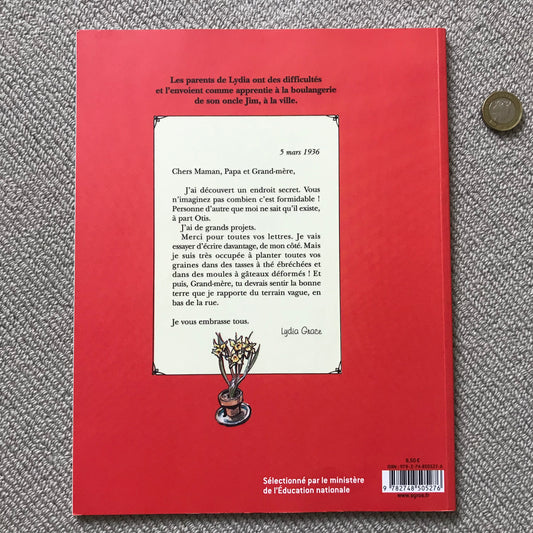 Les parents de Lydia ont des difficultés
et l'envoient comme apprentie à la boulangerie
de son oncle Jim, à la ville.
5 mars 1936
Chers Maman, Papa et Grand-mère,
J'ai découvert un endroit secret. Vous
n'imaginez pas combien c'est formidable !
Personne d'autre que moi ne sait qu'il existe,
à part Otis.
J'ai de grands projets.
Merci pour toutes vos lettres. Je vais
essayer d'écrire davantage, de mon côté. Mais
je suis très occupée à planter toutes vos
graines dans des tasses à thé ébréchées et
dans des moules à gâteaux déformés ! Et
puis, Grand-mère, tu devrais sentir la bonne
terre que je rapporte du terrain vague, en
bas de la rue.
Je vous embrasse tous.
Lydia Grace
Sélectionné par le ministère
de l'Éducation nationale
8,50 €
9 782748 505276